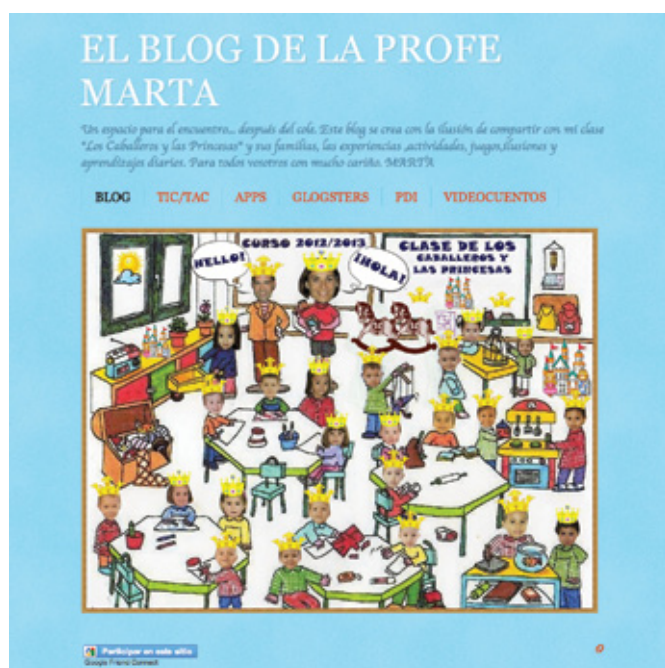 EL BLOG DE LA PROFE
MARTA
Un espacio para el encuentro... después del cole. Este blog se crea con la ilusión de compartir con mi clase
"Los Caballeros y las Princesas" y sus familias, las experiencias ,actividades, juegos,ilusiones y
aprendizajes diarios. Para todos vosotros con mucho cariño. MARTA
BLOG TIC/TAC APPS GLOGSTERS PDI VIDEOCUENTOS
CURSO 2012/2013
HELLO!
¡HOLA!
CLASE DE LOS
CABALLEROS Y
LAS PRINCESAS
Participar en este sitio
Google Friend Connect
0